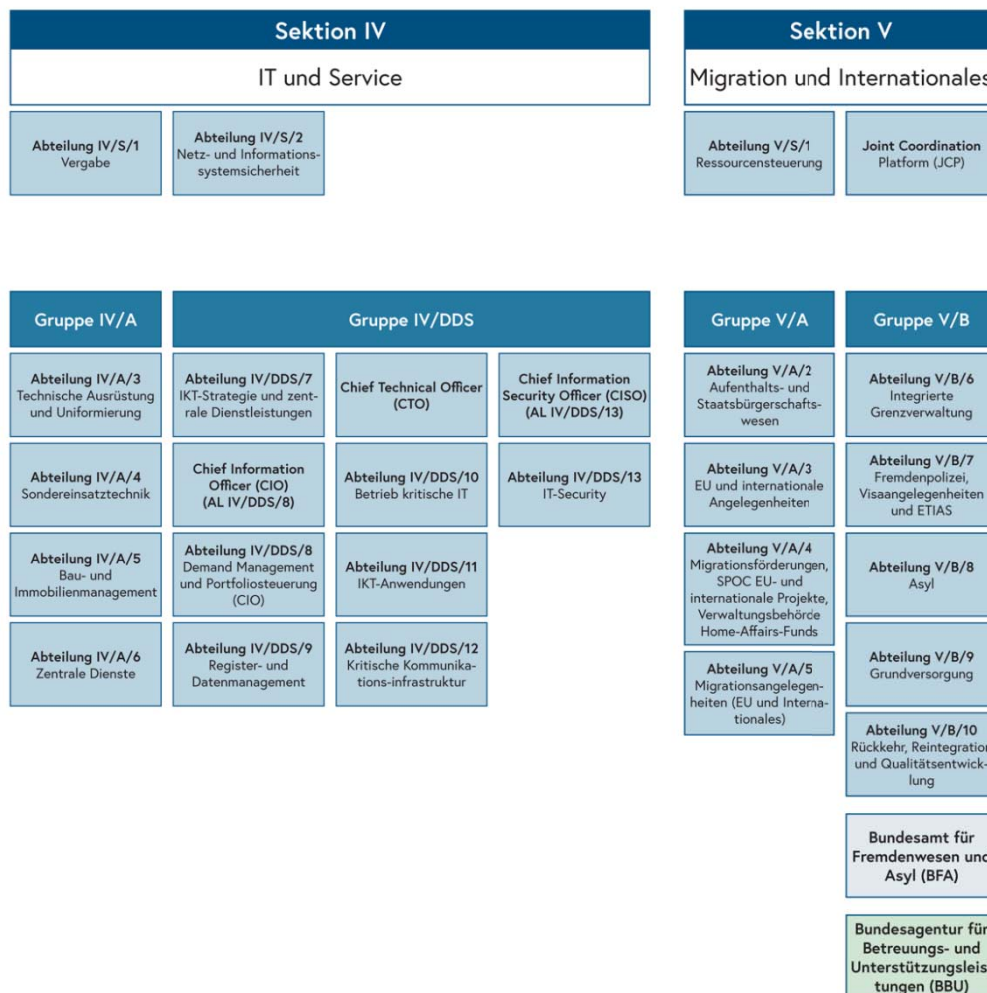 Sektion IV
IT und Service
Abteilung IV/S/1
Vergabe
Abteilung IV/S/2
Netz- und Informations-
systemsicherheit
Gruppe IV/A
Abteilung IV/A/3
Technische Ausrüstung
und Uniformierung
Abteilung IV/A/4
Sondereinsatztechnik
Abteilung IV/A/5
Bau- und
Immobilienmanagement
Abteilung IV/A/6
Zentrale Dienste
Gruppe IV/DDS
Abteilung IV/DDS/7
IKT-Strategie und zent-
rale Dienstleistungen
Chief Information
Officer (CIO)
(AL IV/DDS/8)
Abteilung IV/DDS/8
Demand Management
und Portfoliosteuerung
(CIO)
Abteilung IV/DDS/9
Register- und
Datenmanagement
Chief Technical Officer
(CTO)
Abteilung IV/DDS/10
Betrieb kritische IT
Abteilung IV/DDS/11
IKT-Anwendungen
Abteilung IV/DDS/12
Kritische Kommunika-
tions-infrastruktur
Chief Information
Security Officer (CISO)
(AL IV/DDS/13)
Abteilung IV/DDS/13
IT-Security
Sektion V
Migration und Internationales
Abteilung V/S/1
Ressourcensteuerung
Joint Coordination
Platform (JCP)
Gruppe V/A
Abteilung V/A/2
Aufenthalts- und
Staatsbürgerschafts-
wesen
Abteilung V/A/3
EU und internationale
Angelegenheiten
Abteilung V/A/4
Migrationsförderungen,
SPOC EU- und
internationale Projekte,
Verwaltungsbehörde
Home-Affairs-Funds
Abteilung V/A/5
Migrationsangelegen-
heiten (EU und Interna-
tionales)
Gruppe V/B
Abteilung V/B/6
Integrierte
Grenzverwaltung
Abteilung V/B/7
Fremdenpolizei,
Visaangelegenheiten
und ETIAS
Abteilung V/B/8
Asyl
Abteilung V/B/9
Grundversorgung
Abteilung V/B/10
Rückkehr, Reintegration
und Qualitätsentwick-
lung
Bundesamt für
Fremdenwesen und
Asyl (BFA)
Bundesagentur für
Betreuungs- und
Unterstützungsleis-
tungen (BBU)